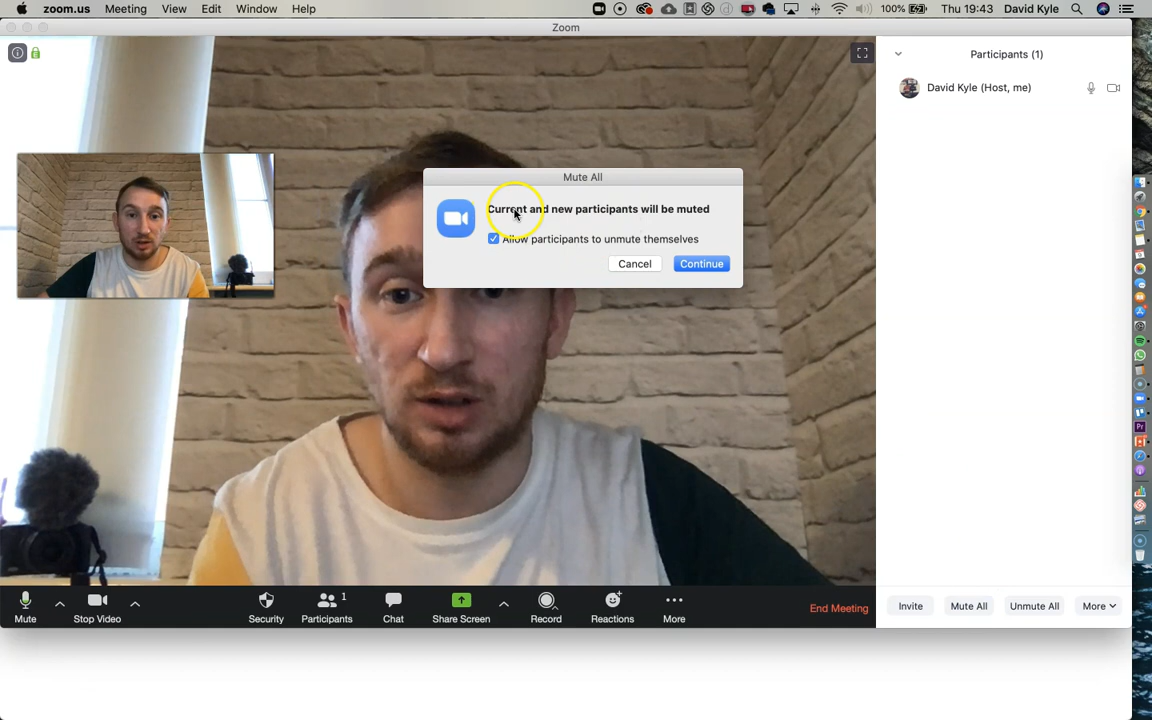 zoom.us Meeting View Edit Window Help 100% Thu 19:43 David Kyle
Zoom
Participants (1)
David Kyle (Host, me)
Mute All
Current and new participants will be muted
Allow participants to unmute themselves
Cancel Continue
1
Mute Stop Video Security Participants Chat Share Screen Record Reactions More End Meeting
Invite Mute All Unmute All More